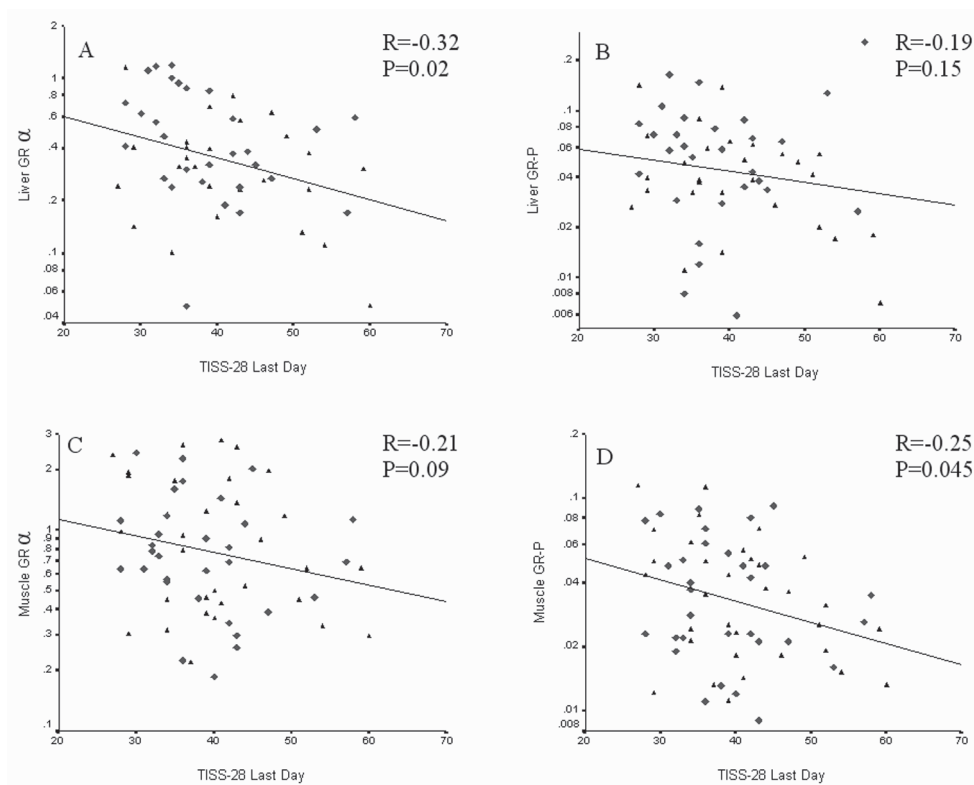 A
R=-0.32
P=0.02
Liver GR α
2
1
.8
.6
.4
.2
.1
.08
.06
.04
20 30 40 50 60 70
TISS-28 Last Day
B
R=-0.19
P=0.15
Liver GR-P
.2
.1
.08
.06
.04
.02
.01
.008
.006
20 30 40 50 60 70
TISS-28 Last Day
C
R=-0.21
P=0.09
Muscle GR α
3
2
1
.9
.8
.7
.6
.5
.4
.3
.2
.1
20 30 40 50 60 70
TISS-28 Last Day
D
R=-0.25
P=0.045
Muscle GR-P
.2
.1
.08
.06
.04
.02
.01
.008
20 30 40 50 60 70
TISS-28 Last Day